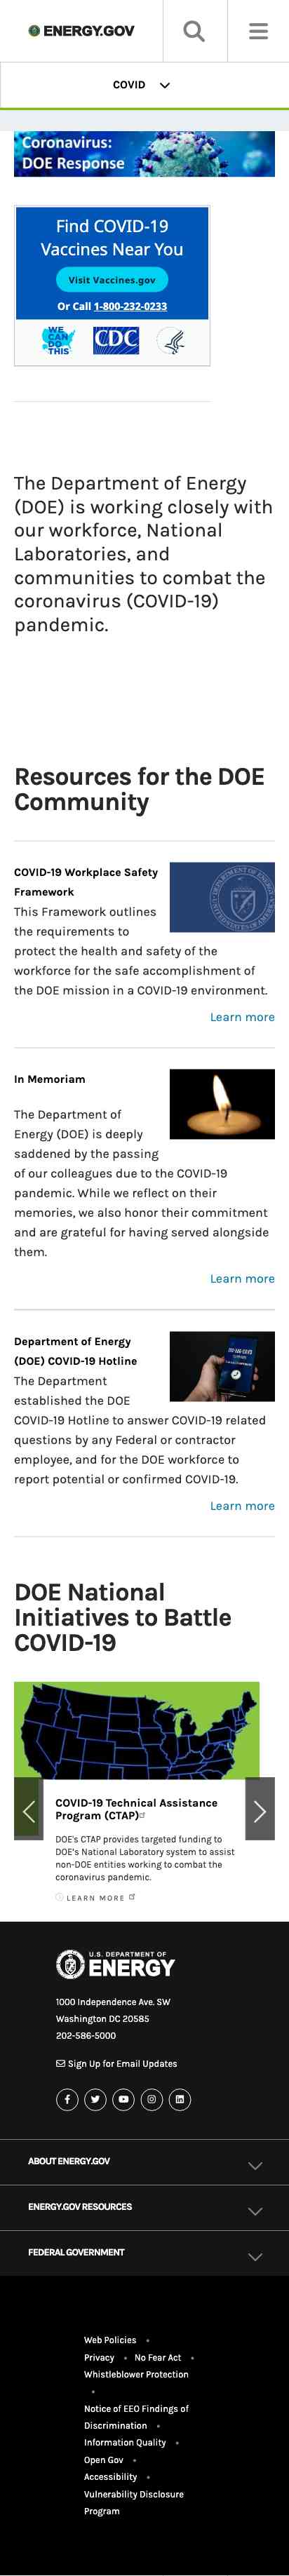 ENERGY.GOV
COVID
Coronavirus:
DOE Response
Find COVID-19
Vaccines Near You
Visit Vaccines.gov
Or Call 1-800-232-0233
WE
CAN DO
THIS
CDC
The Department of Energy
(DOE) is working closely with
our workforce, National
Laboratories, and
communities to combat the
coronavirus (COVID-19)
pandemic.
Resources for the DOE
Community
COVID-19 Workplace Safety
Framework
This Framework outlines
the requirements to
protect the health and safety of the
workforce for the safe accomplishment of
the DOE mission in a COVID-19 environment.
Learn more
In Memoriam
The Department of
Energy (DOE) is deeply
saddened by the passing
of our colleagues due to the COVID-19
pandemic. While we reflect on their
memories, we also honor their commitment
and are grateful for having served alongside
them.
Learn more
Department of Energy
(DOE) COVID-19 Hotline
The Department
established the DOE
COVID-19 Hotline to answer COVID-19 related
questions by any Federal or contractor
employee, and for the DOE workforce to
report potential or confirmed COVID-19.
Learn more
DOE National
Initiatives to Battle
COVID-19
COVID-19 Technical Assistance
Program (CTAP)
DOE's CTAP provides targeted funding to
DOE's National Laboratory system to assist
non-DOE entities working to combat the
coronavirus pandemic.
LEARN MORE
U.S. DEPARTMENT OF
ENERGY
1000 Independence Ave. SW
Washington DC 20585
202-586-5000
Sign Up for Email Updates
ABOUT ENERGY.GOV
ENERGY.GOV RESOURCES
FEDERAL GOVERNMENT
Web Policies •
Privacy • No Fear Act •
Whistleblower Protection
•
Notice of EEO Findings of
Discrimination •
Information Quality •
Open Gov •
Accessibility •
Vulnerability Disclosure
Program